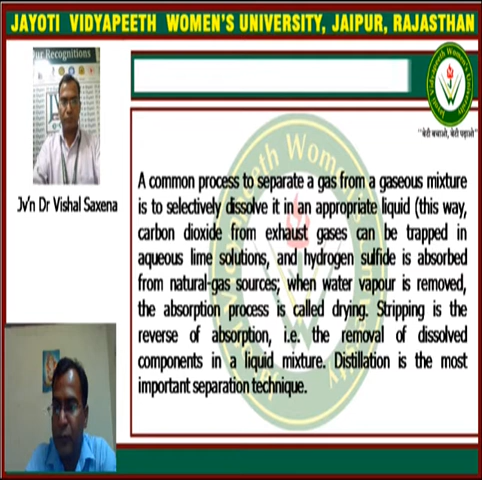 JAYOTI VIDYAPEETH WOMEN'S UNIVERSITY, JAIPUR, RAJASTHAN
Our Recognitions
Jv'n Dr Vishal Saxena
"बेटी बचाओ, बेटी पढ़ाओ"
A common process to separate a gas from a gaseous mixture
is to selectively dissolve it in an appropriate liquid (this way,
carbon dioxide from exhaust gases can be trapped in
aqueous lime solutions, and hydrogen sulfide is absorbed
from natural-gas sources; when water vapour is removed,
the absorption process is called drying. Stripping is the
reverse of absorption, i.e. the removal of dissolved
components in a liquid mixture. Distillation is the most
important separation technique.